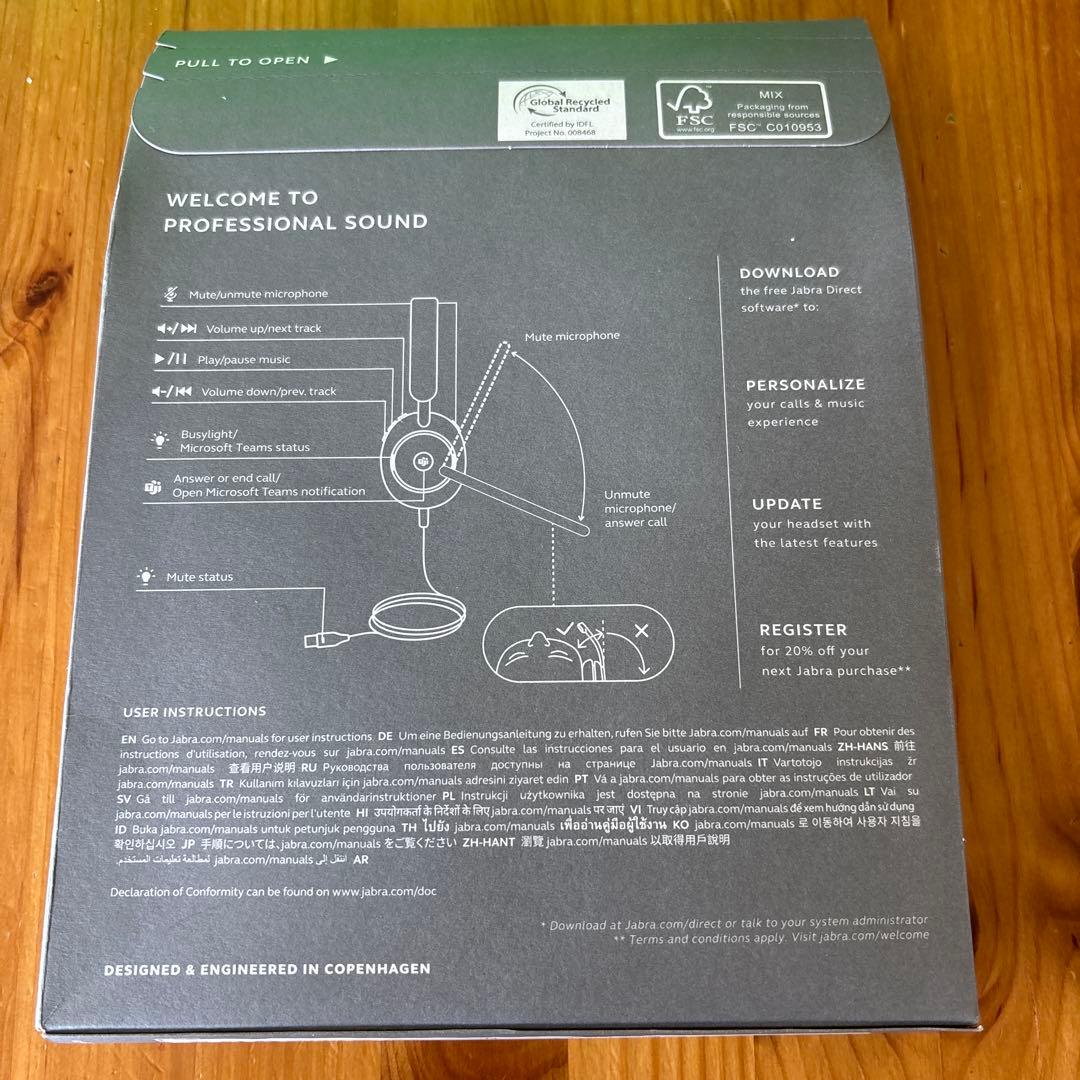 PULL TO OPEN
Global Recycled
Standard
Certified by IDFL
Project No. 008468
FSC
www.fsc.org
MIX
Packaging from
responsible sources
FSC™ C010953
WELCOME TO
PROFESSIONAL SOUND
Mute/unmute microphone
Volume up/next track
Play/pause music
Volume down/prev. track
Busylight/
Microsoft Teams status
Answer or end call/
Open Microsoft Teams notification
Mute status
Mute microphone
Unmute
microphone/
answer call
DOWNLOAD
the free Jabra Direct
software* to:
PERSONALIZE
your calls & music
experience
UPDATE
your headset with
the latest features
REGISTER
for 20% off your
next Jabra purchase**
USER INSTRUCTIONS
EN Go to Jabra.com/manuals for user instructions DE Um eine Bedienungsanleitung zu erhalten, rufen Sie bitte Jabra.com/manuals auf FR Pour obtenir des
instructions d'utilisation, rendez-vous sur jabra.com/manuals ES Consulte las instrucciones para el usuario en jabra.com/manuals ZH-HANS 前往
jabra.com/manuals 查看用户说明 RU Руководства пользователя доступны на странице Jabra.com/manuals IT Vartotojo instrukcijas žr
jabra.com/manuals TR Kullanım kılavuzları için jabra.com/manuals adresini ziyaret edin PT Vá a jabra.com/manuals para obter as instruções de utilizador
SV Gå till jabra.com/manuals för användarinstruktioner PL Instrukcji użytkownika jest dostępna na stronie jabra.com/manuals LT Vai su
jabra.com/manuals per le istruzioni per l'utente HI उपयोगकर्ता के निर्देशों के लिए jabra.com/manuals पर जाएं VI Truy cập jabra.com/manuals để xem hướng dẫn sử dụng
ID Buka jabra.com/manuals untuk petunjuk pengguna TH ไปยัง jabra.com/manuals เพื่ออ่านคู่มือผู้ใช้งาน KO jabra.com/manuals 로 이동하여 사용자 지침을
확인하십시오 JP 手順については、jabra.com/manuals をご覧ください ZH-HANT 瀏覽 jabra.com/manuals 以取得用戶說明
AR انتقل إلى jabra.com/manuals لمطالعة تعليمات المستخدم.
Declaration of Conformity can be found on www.jabra.com/doc
* Download at Jabra.com/direct or talk to your system administrator
** Terms and conditions apply. Visit jabra.com/welcome
DESIGNED & ENGINEERED IN COPENHAGEN